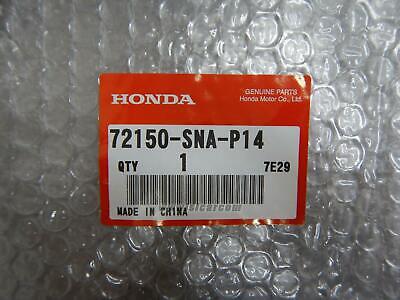 HONDA
GENUINE PARTS
Honda Motor Co., Ltd.
72150-SNA-P14
QTY 1 7E29
MADE IN CHINA